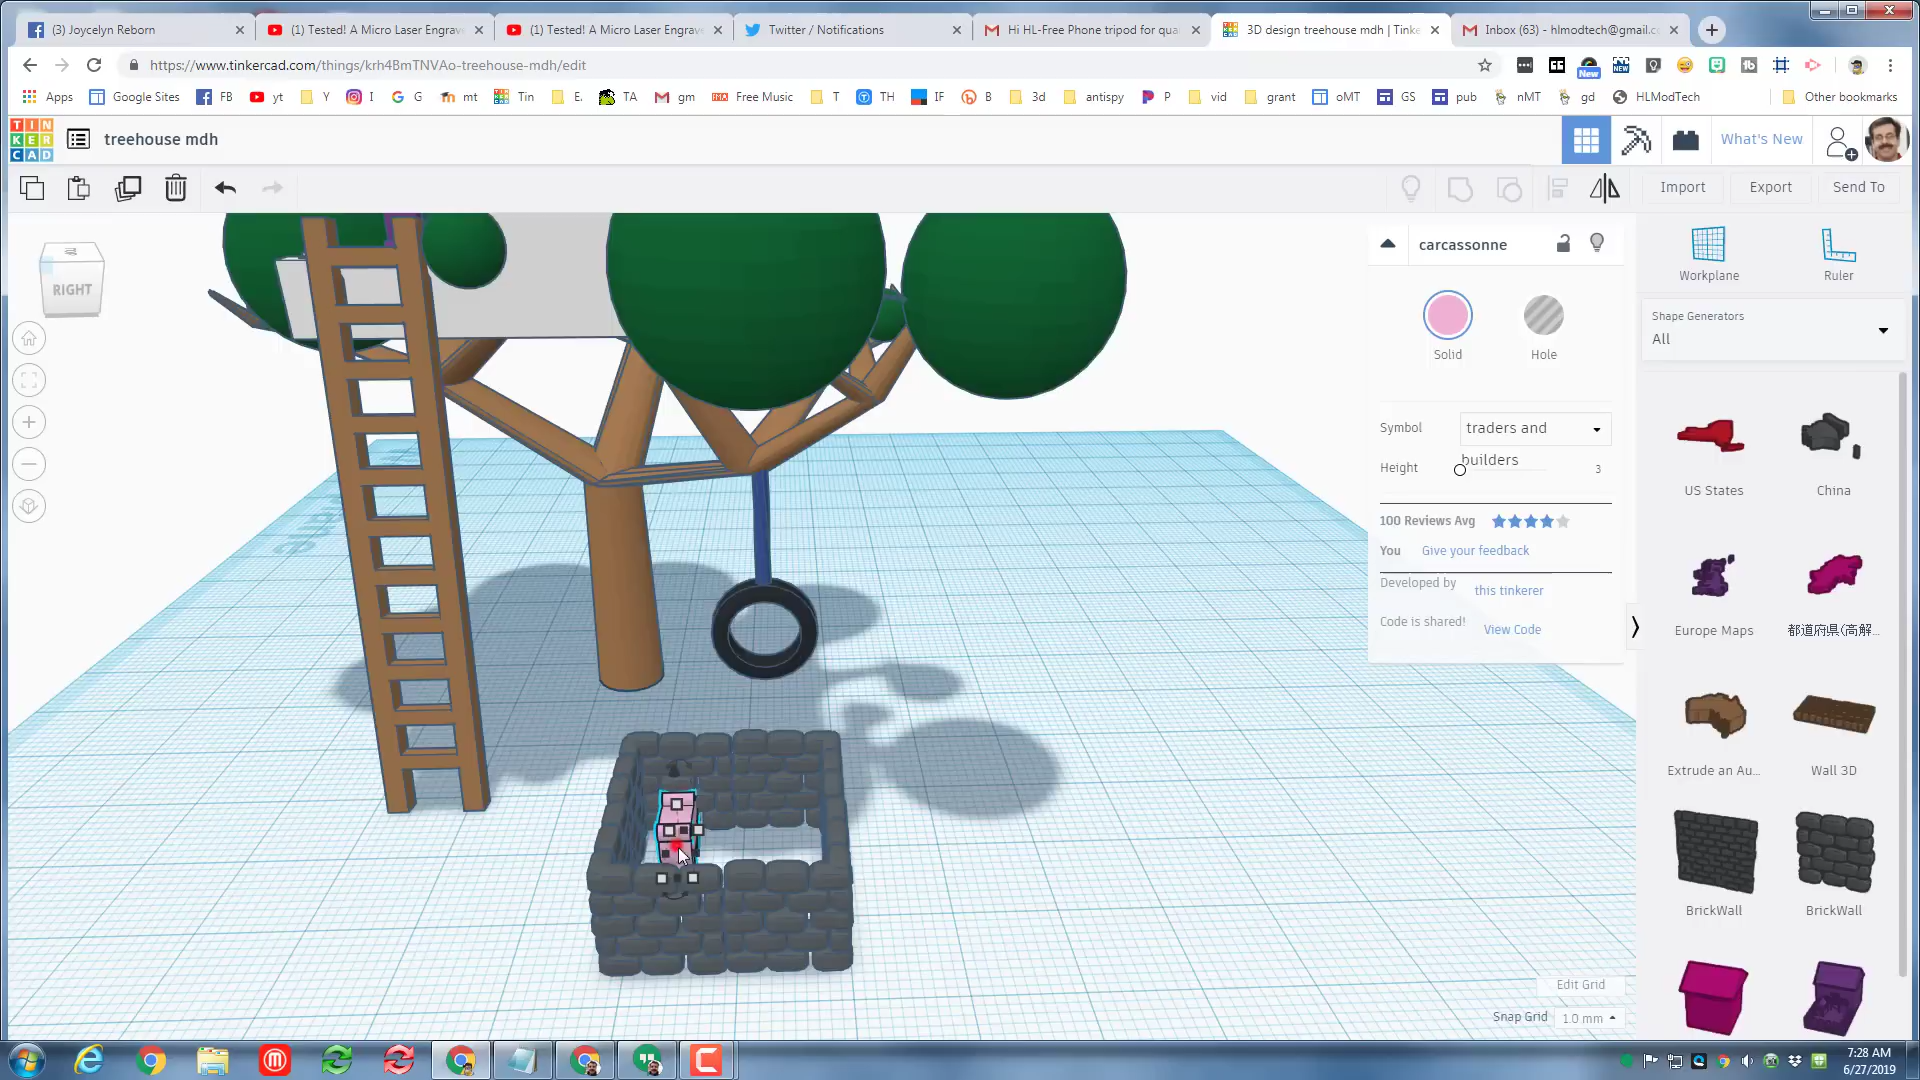 (3) Joycelyn Reborn
(1) Tested! A Micro Laser Engrave
(1) Tested! A Micro Laser Engrave
Twitter / Notifications
Hi HL-Free Phone tripod for qua
3D design treehouse mdh | Tinke
Inbox (63) - hlmodtech@gmail.c
https://www.tinkercad.com/things/krh4BmTNVAo-treehouse-mdh/edit
New
NEW
Apps
Google Sites
FB
yt
Y
I
G
mt
Tin
E.
TA
gm
Free Music
T
TH
IF
B
3d
antispy
P
vid
grant
oMT
GS
pub
nMT
gd
HLModTech
Other bookmarks
TIN
KER
CAD
treehouse mdh
What's New
Import
Export
Send To
RIGHT
carcassonne
Solid
Hole
Symbol
traders and
builders
Height
3
100 Reviews Avg
You
Give your feedback
Developed by
this tinkerer
Code is shared!
View Code
Workplane
Ruler
Shape Generators
All
US States
China
Europe Maps
都道府県(高解...
Extrude an Au...
Wall 3D
BrickWall
BrickWall
Edit Grid
Snap Grid
1.0 mm
7:28 AM
6/27/2019